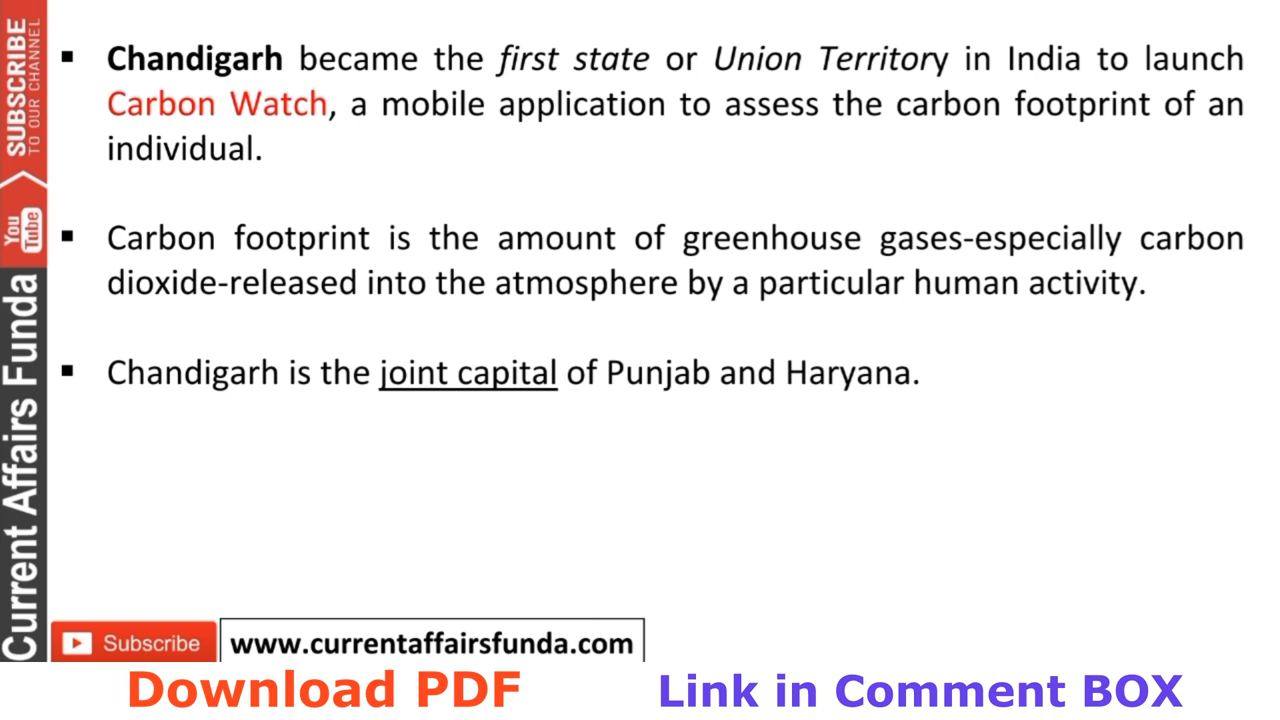 SUBSCRIBE
TO OUR CHANNEL
You
Tube
Current Affairs Funda
▪ Chandigarh became the first state or Union Territory in India to launch
Carbon Watch, a mobile application to assess the carbon footprint of an
individual.
▪ Carbon footprint is the amount of greenhouse gases-especially carbon
dioxide-released into the atmosphere by a particular human activity.
▪ Chandigarh is the joint capital of Punjab and Haryana.
Subscribe
www.currentaffairsfunda.com
Download PDF
Link in Comment BOX